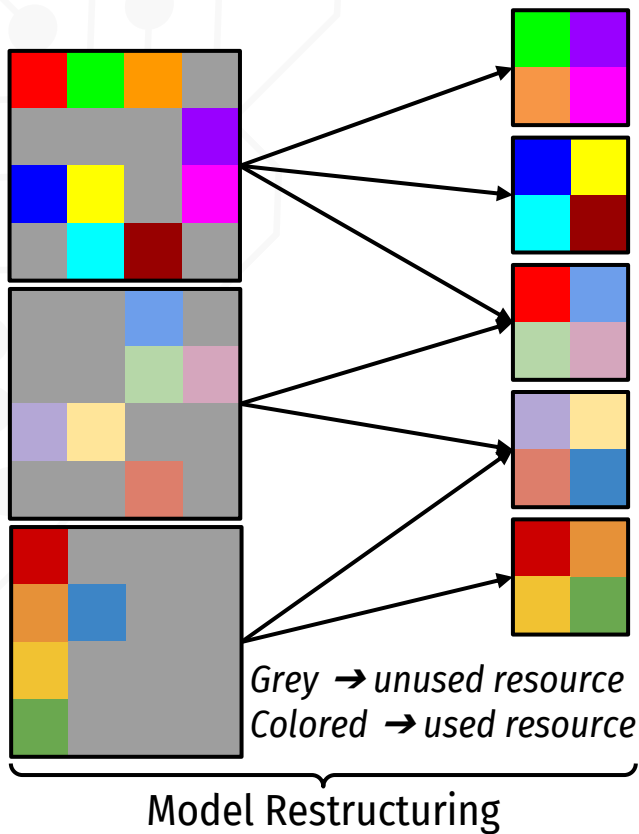 Grey ➔ unused resource
Colored ➔ used resource
Model Restructuring